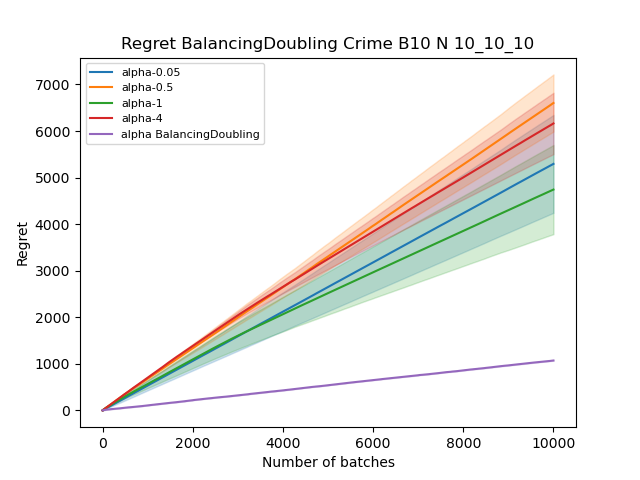 Regret BalancingDoubling Crime B10 N 10_10_10
alpha-0.05
alpha-0.5
alpha-1
alpha-4
alpha BalancingDoubling
7000
6000
5000
4000
3000
2000
1000
0
Regret
0 2000 4000 6000 8000 10000
Number of batches